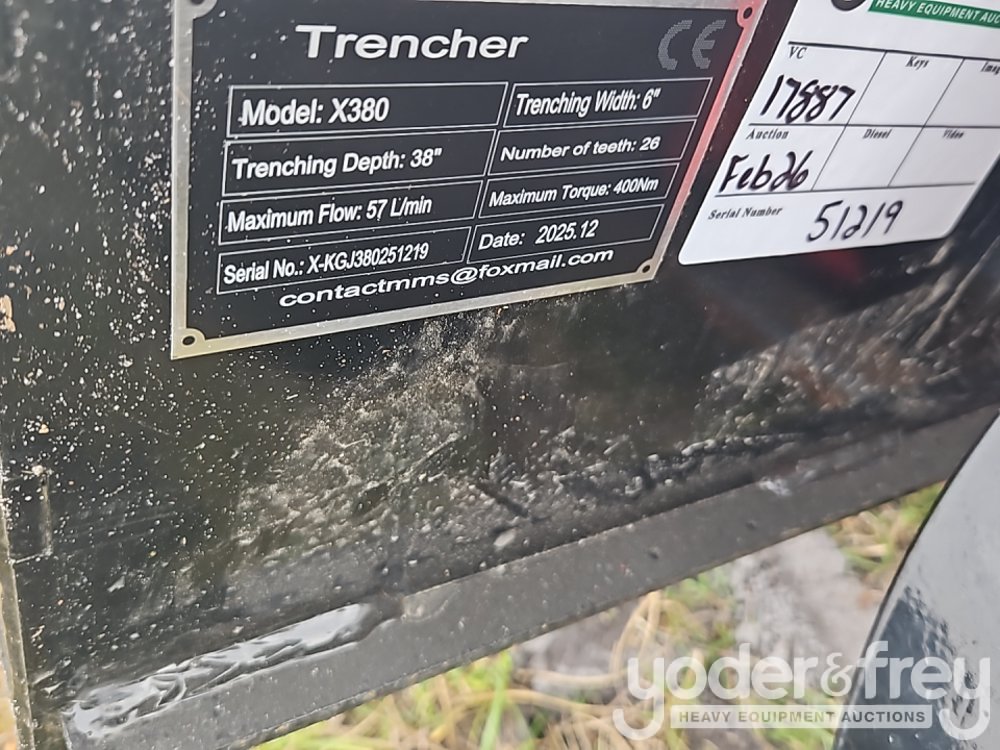 Trencher
CE
Model: X380
Trenching Width: 6"
Trenching Depth: 38"
Number of teeth: 26
Maximum Flow: 57 L/min
Maximum Torque: 400Nm
Serial No.: X-KGJ380251219
Date: 2025.12
contactmms@foxmail.com
HEAVY EQUIPMENT
VC
Keys
17887
Auction
Diesel
Video
Feb26
Serial Number
51219
yoder&frey
HEAVY EQUIPMENT AUCTIONS